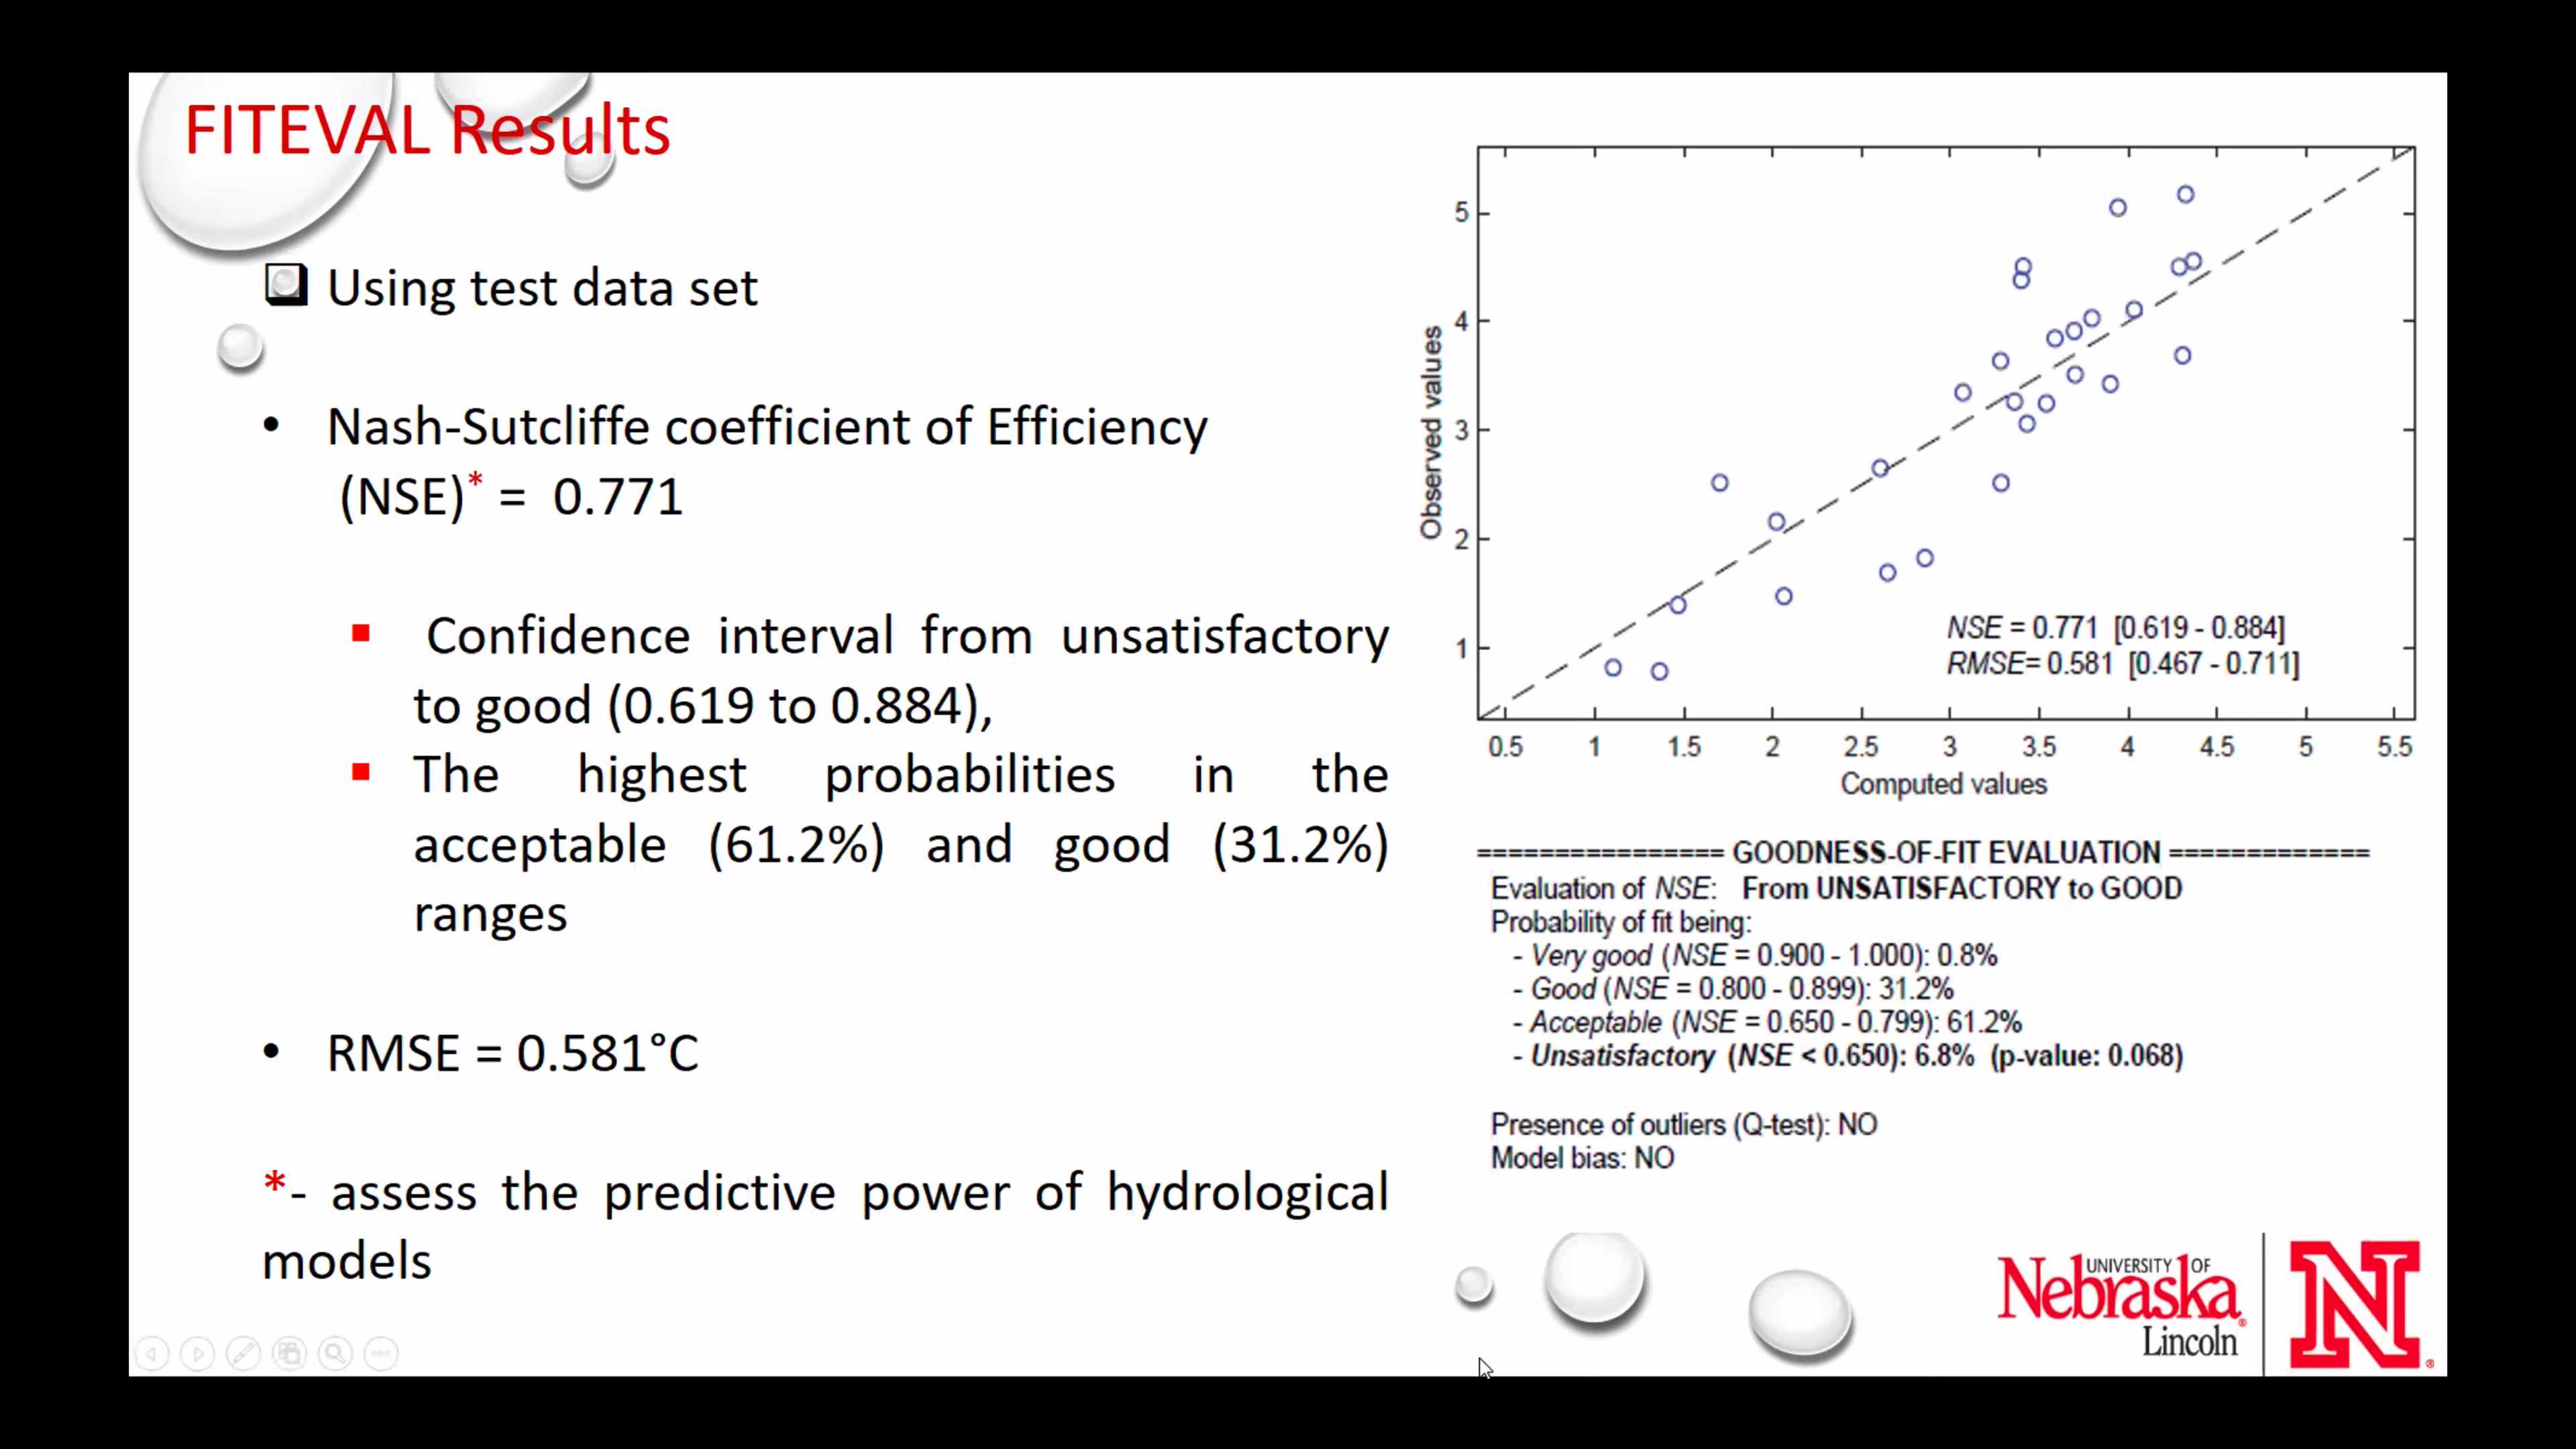 FITEVAL Results
Using test data set
• Nash-Sutcliffe coefficient of Efficiency
(NSE)* = 0.771
Confidence interval from unsatisfactory
to good (0.619 to 0.884),
The highest probabilities in the
acceptable (61.2%) and good (31.2%)
ranges
• RMSE = 0.581°C
*- assess the predictive power of hydrological
models
Observed values
5
4
3
2
1
NSE = 0.771 [0.619 - 0.884]
RMSE= 0.581 [0.467 - 0.711]
0.5 1 1.5 2 2.5 3 3.5 4 4.5 5 5.5
Computed values
================ GOODNESS-OF-FIT EVALUATION =============
Evaluation of NSE: From UNSATISFACTORY to GOOD
Probability of fit being:
- Very good (NSE = 0.900 - 1.000): 0.8%
- Good (NSE = 0.800 - 0.899): 31.2%
- Acceptable (NSE = 0.650 - 0.799): 61.2%
- Unsatisfactory (NSE < 0.650): 6.8% (p-value: 0.068)
Presence of outliers (Q-test): NO
Model bias: NO
UNIVERSITY OF
Nebraska®
Lincoln
N®